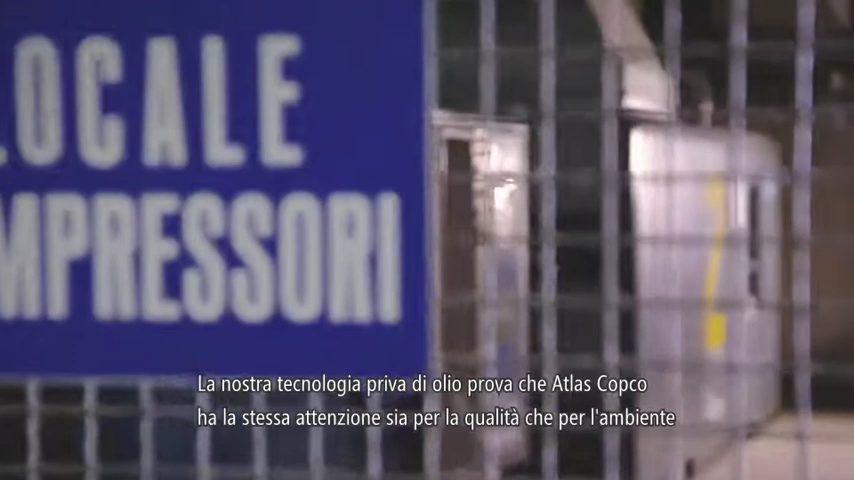 LOCALE
MPRESSORI
La nostra tecnologia priva di olio prova che Atlas Copco
ha la stessa attenzione sia per la qualità che per l'ambiente